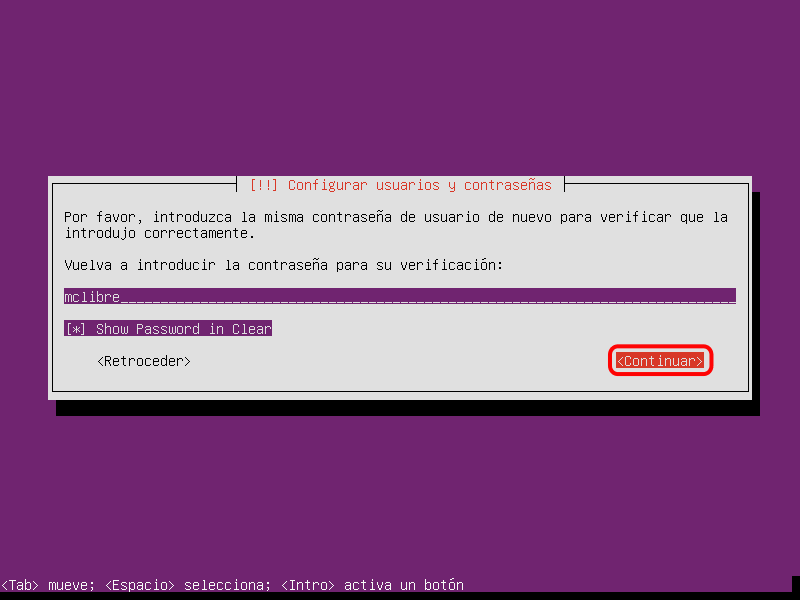 [!!] Configurar usuarios y contraseñas
Por favor, introduzca la misma contraseña de usuario de nuevo para verificar que la
introdujo correctamente.
Vuelva a introducir la contraseña para su verificación:
mclibre
[*] Show Password in Clear
<Retroceder> <Continuar>
<Tab> mueve; <Espacio> selecciona; <Intro> activa un botón